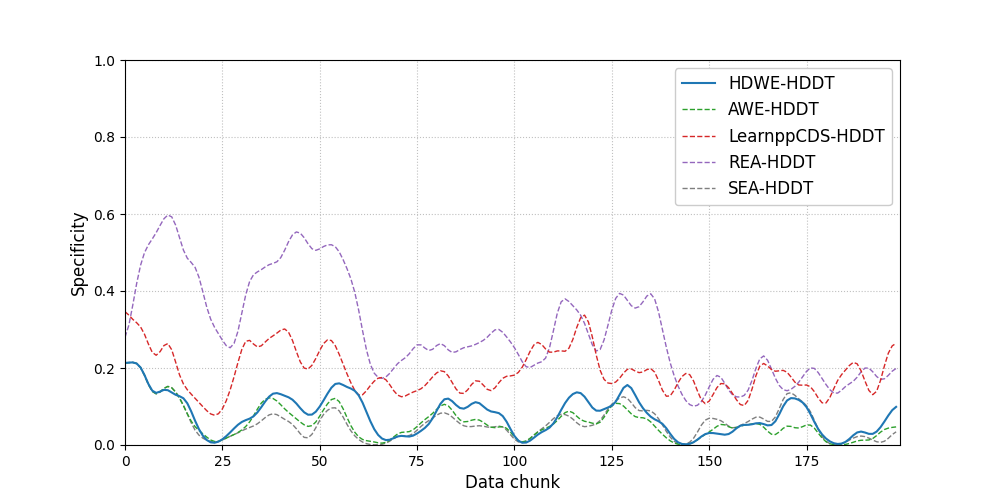 1.0
0.8
0.6
0.4
0.2
0.0
Specificity
HDWE-HDDT
AWE-HDDT
LearnppCDS-HDDT
REA-HDDT
SEA-HDDT
0 25 50 75 100 125 150 175
Data chunk